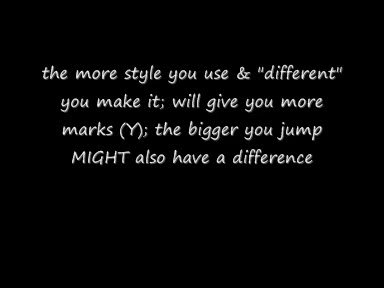 the more style you use & "different"
you make it; will give you more
marks (Y); the bigger you jump
MIGHT also have a difference